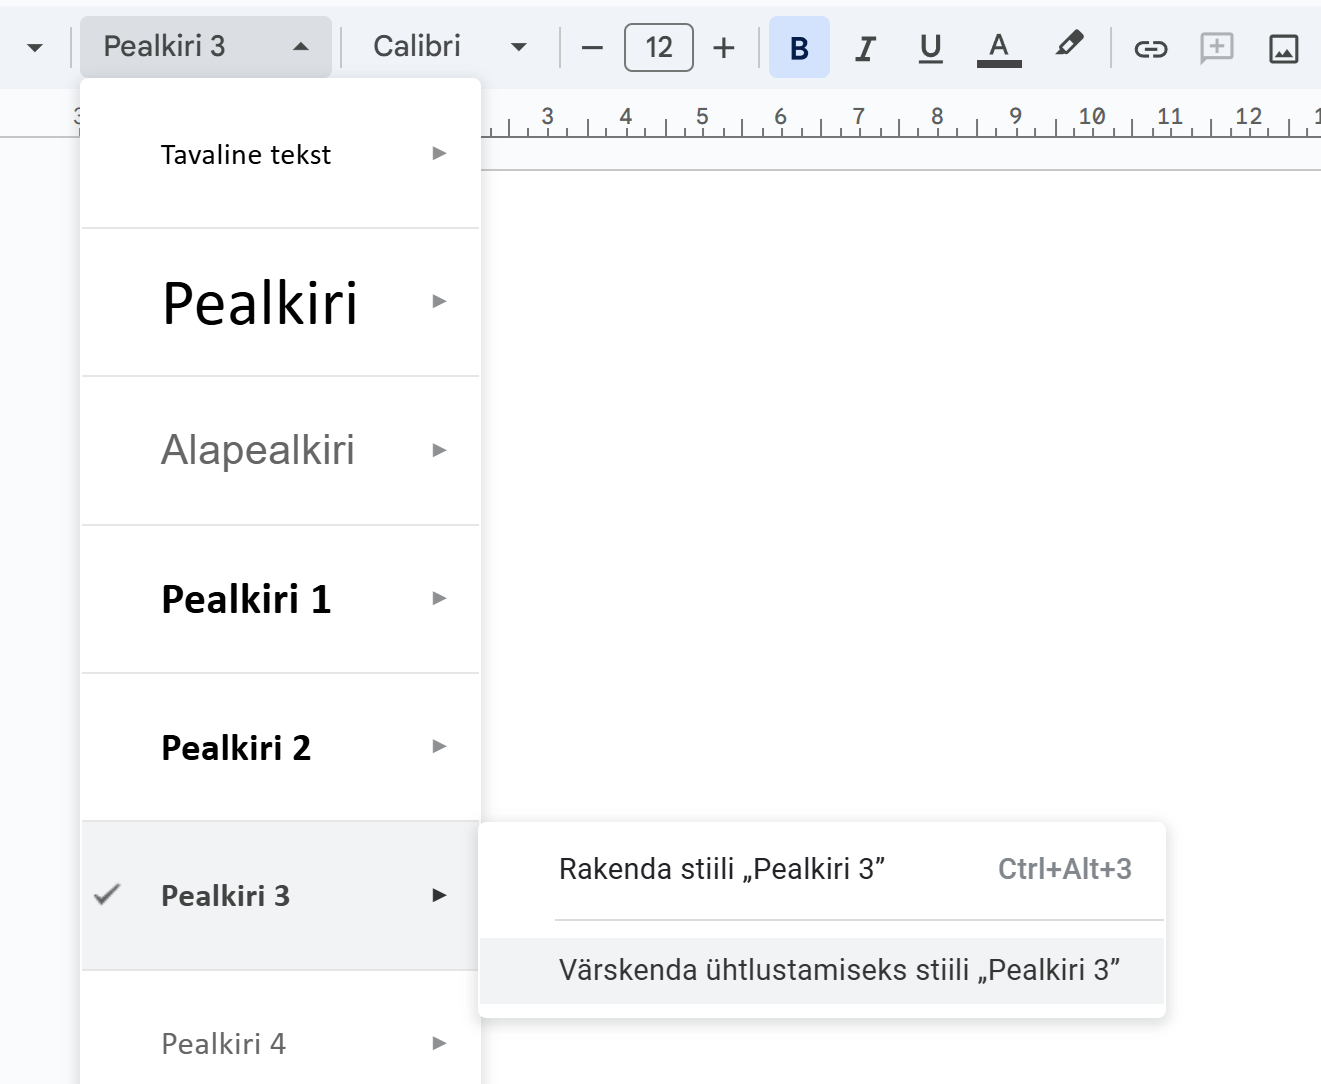 Pealkiri 3 Calibri 12 B I U A
3 3 4 5 6 7 8 9 10 11 12 1
Tavaline tekst
Pealkiri
Alapealkiri
Pealkiri 1
Pealkiri 2
Pealkiri 3
Rakenda stiili „Pealkiri 3” Ctrl+Alt+3
Värskenda ühtlustamiseks stiili „Pealkiri 3”
Pealkiri 4